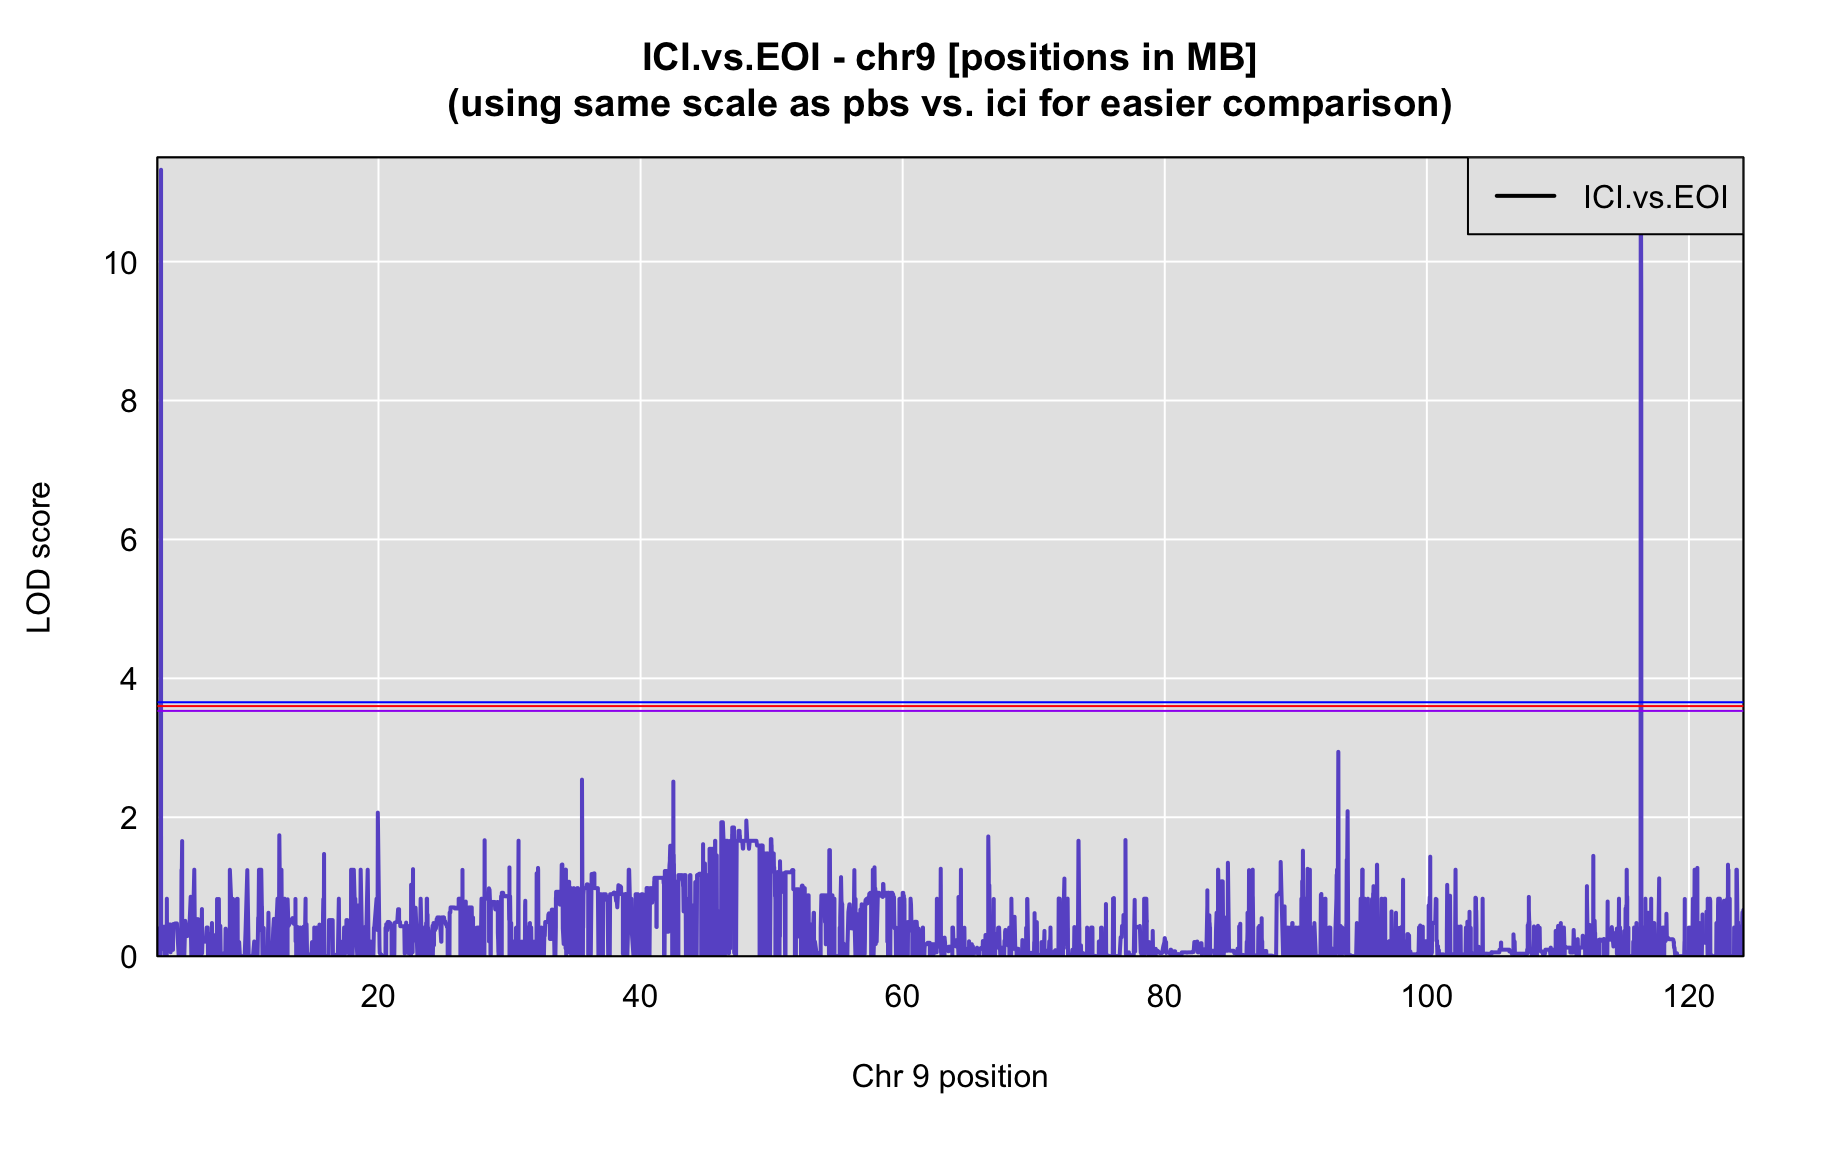 ICI.vs.EOI - chr9 [positions in MB]
(using same scale as pbs vs. ici for easier comparison)
ICI.vs.EOI
10
8
6
4
2
0
LOD score
20
40
60
80
100
120
Chr 9 position